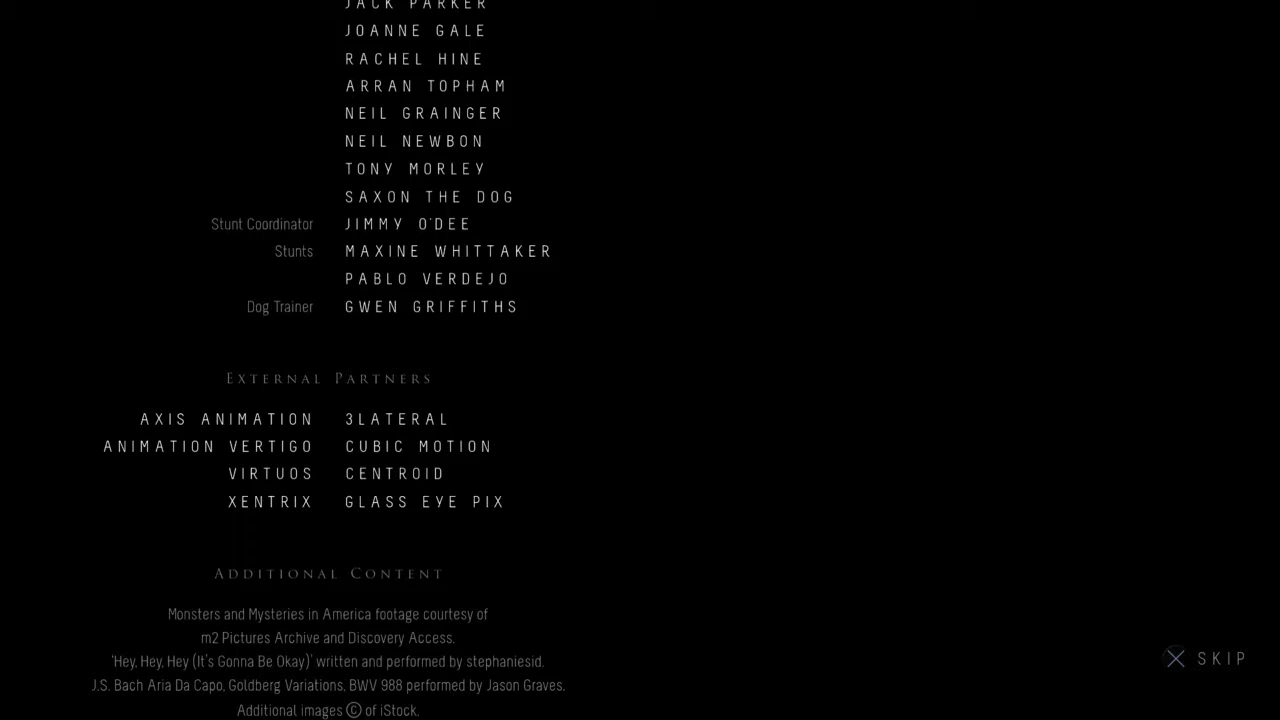 JACK PARKER
JOANNE GALE
RACHEL HINE
ARRAN TOPHAM
NEIL GRAINGER
NEIL NEWBON
TONY MORLEY
SAXON THE DOG
Stunt Coordinator JIMMY O'DEE
Stunts MAXINE WHITTAKER
PABLO VERDEJO
Dog Trainer GWEN GRIFFITHS
External Partners
AXIS ANIMATION 3LATERAL
ANIMATION VERTIGO CUBIC MOTION
VIRTUOS CENTROID
XENTRIX GLASS EYE PIX
Additional Content
Monsters and Mysteries in America footage courtesy of
m2 Pictures Archive and Discovery Access.
'Hey, Hey, Hey (It's Gonna Be Okay)' written and performed by stephaniesid.
J.S. Bach Aria Da Capo, Goldberg Variations, BWV 988 performed by Jason Graves.
Additional images © of iStock.
SKIP